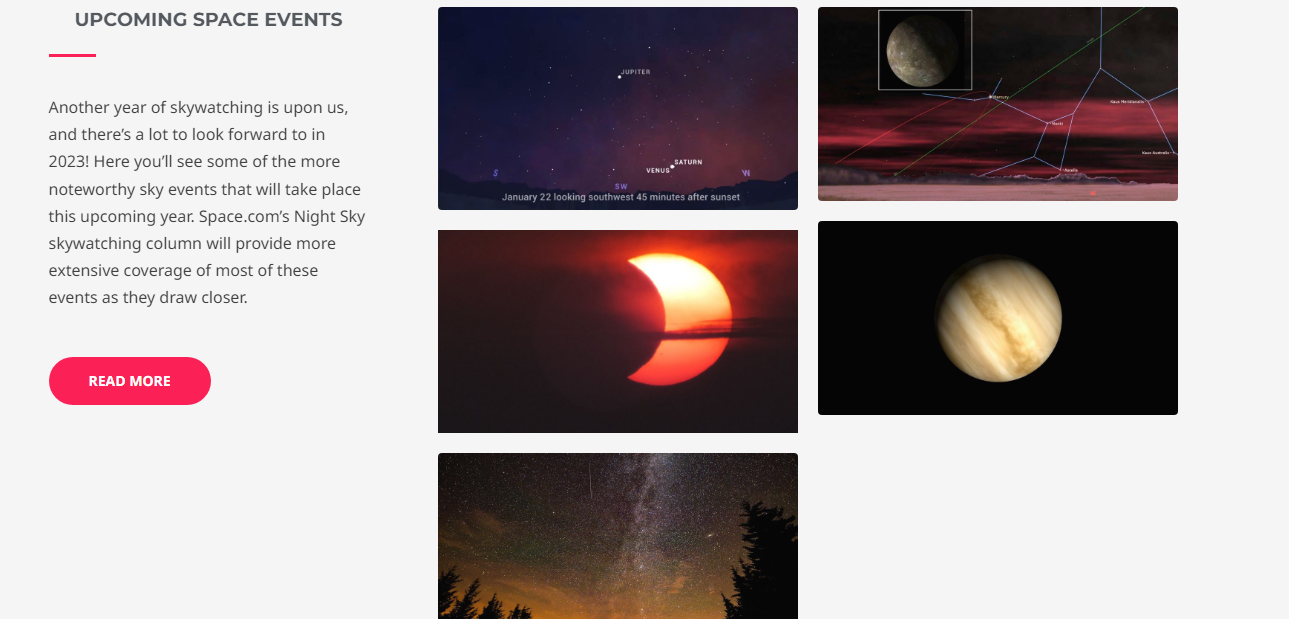 UPCOMING SPACE EVENTS
Another year of skywatching is upon us,
and there’s a lot to look forward to in
2023! Here you’ll see some of the more
noteworthy sky events that will take place
this upcoming year. Space.com’s Night Sky
skywatching column will provide more
extensive coverage of most of these
events as they draw closer.
READ MORE
JUPITER
SATURN
VENUS
S
SW
W
January 22 looking southwest 45 minutes after sunset
Mercury
Kaus Meridianalis
Nunki
Kaus Australis
Ascella